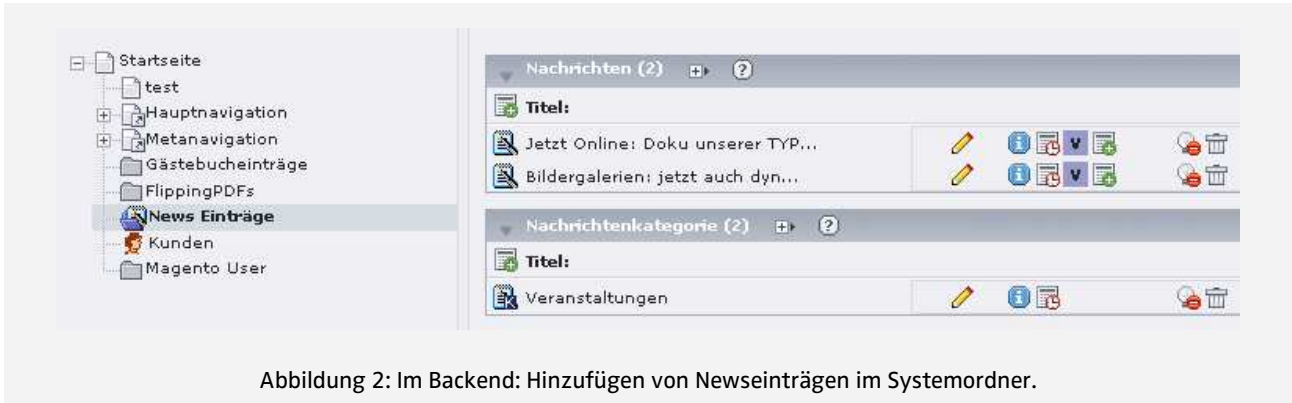 Startseite
test
Hauptnavigation
Metanavigation
Gästebucheinträge
FlippingPDFs
News Einträge
Kunden
Magento User
Nachrichten (2)
Titel:
Jetzt Online: Doku unserer TYP...
Bildergalerien: jetzt auch dyn...
Nachrichtenkategorie (2)
Titel:
Veranstaltungen
Abbildung 2: Im Backend: Hinzufügen von Newseinträgen im Systemordner.